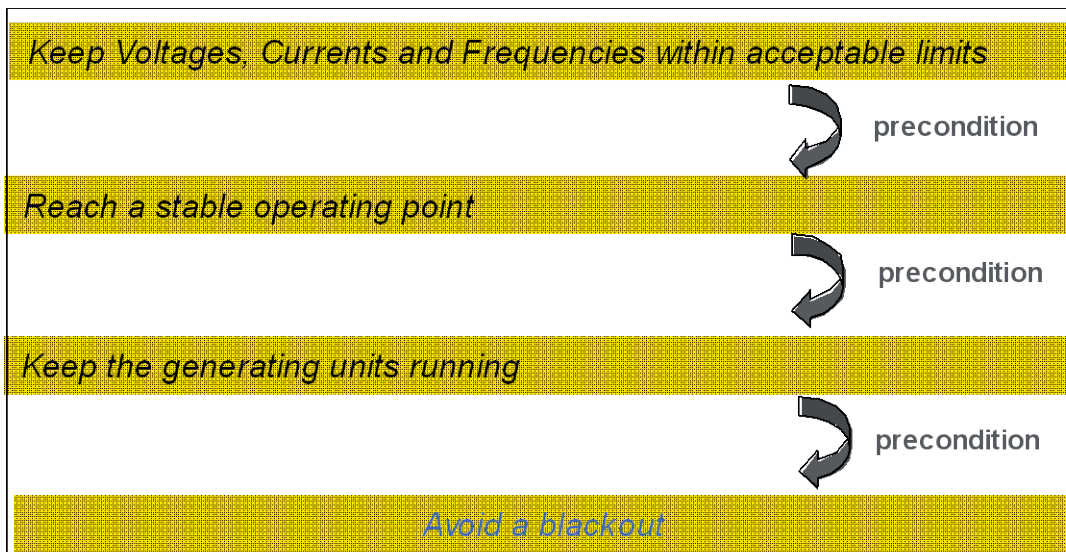 Keep Voltages, Currents and Frequencies within acceptable limits
precondition
Reach a stable operating point
precondition
Keep the generating units running
precondition
Avoid a blackout